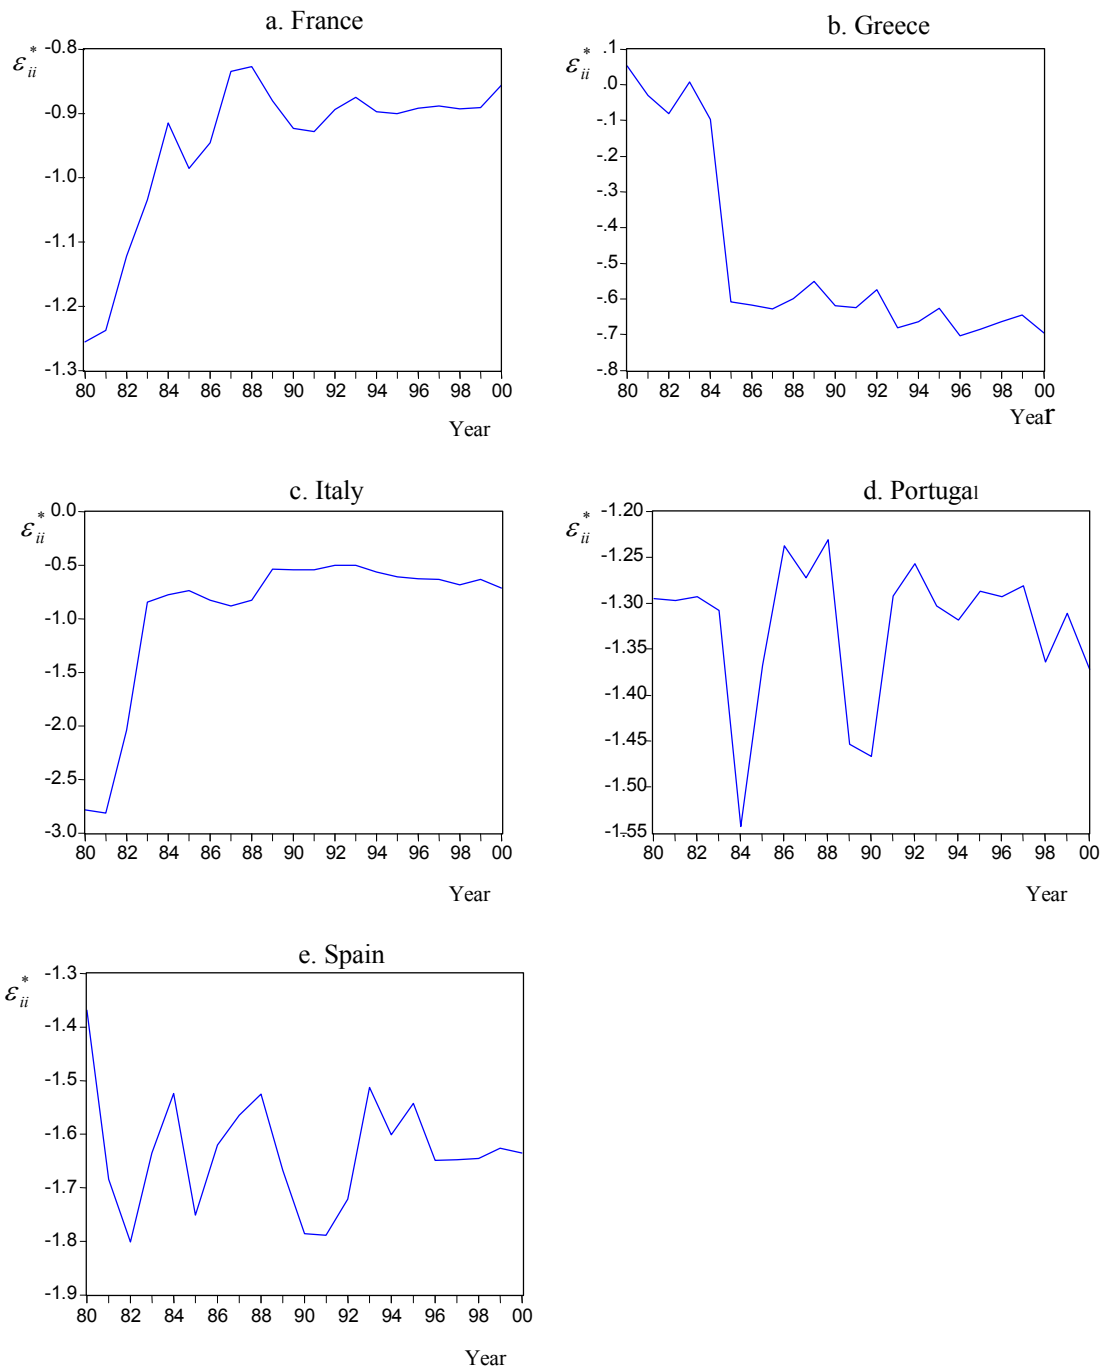 a. France
ε*ii
-0.8
-0.9
-1.0
-1.1
-1.2
-1.3
80 82 84 86 88 90 92 94 96 98 00
Year
b. Greece
ε*ii
.1
.0
-.1
-.2
-.3
-.4
-.5
-.6
-.7
-.8
80 82 84 86 88 90 92 94 96 98 00
Year
c. Italy
ε*ii
0.0
-0.5
-1.0
-1.5
-2.0
-2.5
-3.0
80 82 84 86 88 90 92 94 96 98 00
Year
d. Portugal
ε*ii
-1.20
-1.25
-1.30
-1.35
-1.40
-1.45
-1.50
-1.55
80 82 84 86 88 90 92 94 96 98 00
Year
e. Spain
ε*ii
-1.3
-1.4
-1.5
-1.6
-1.7
-1.8
-1.9
80 82 84 86 88 90 92 94 96 98 00
Year